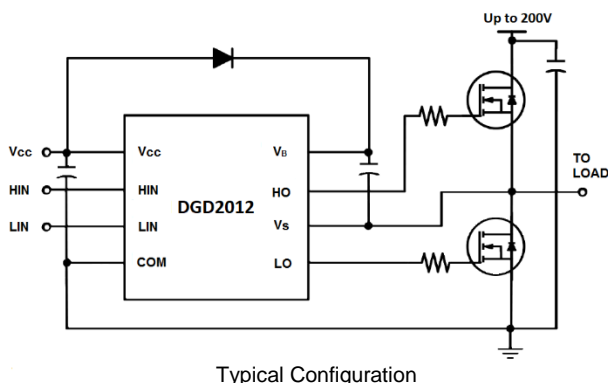 Up to 200V
Vcc
HIN
LIN
Vcc
HIN
LIN
COM
DGD2012
VB
HO
Vs
LO
TO
LOAD
Typical Configuration